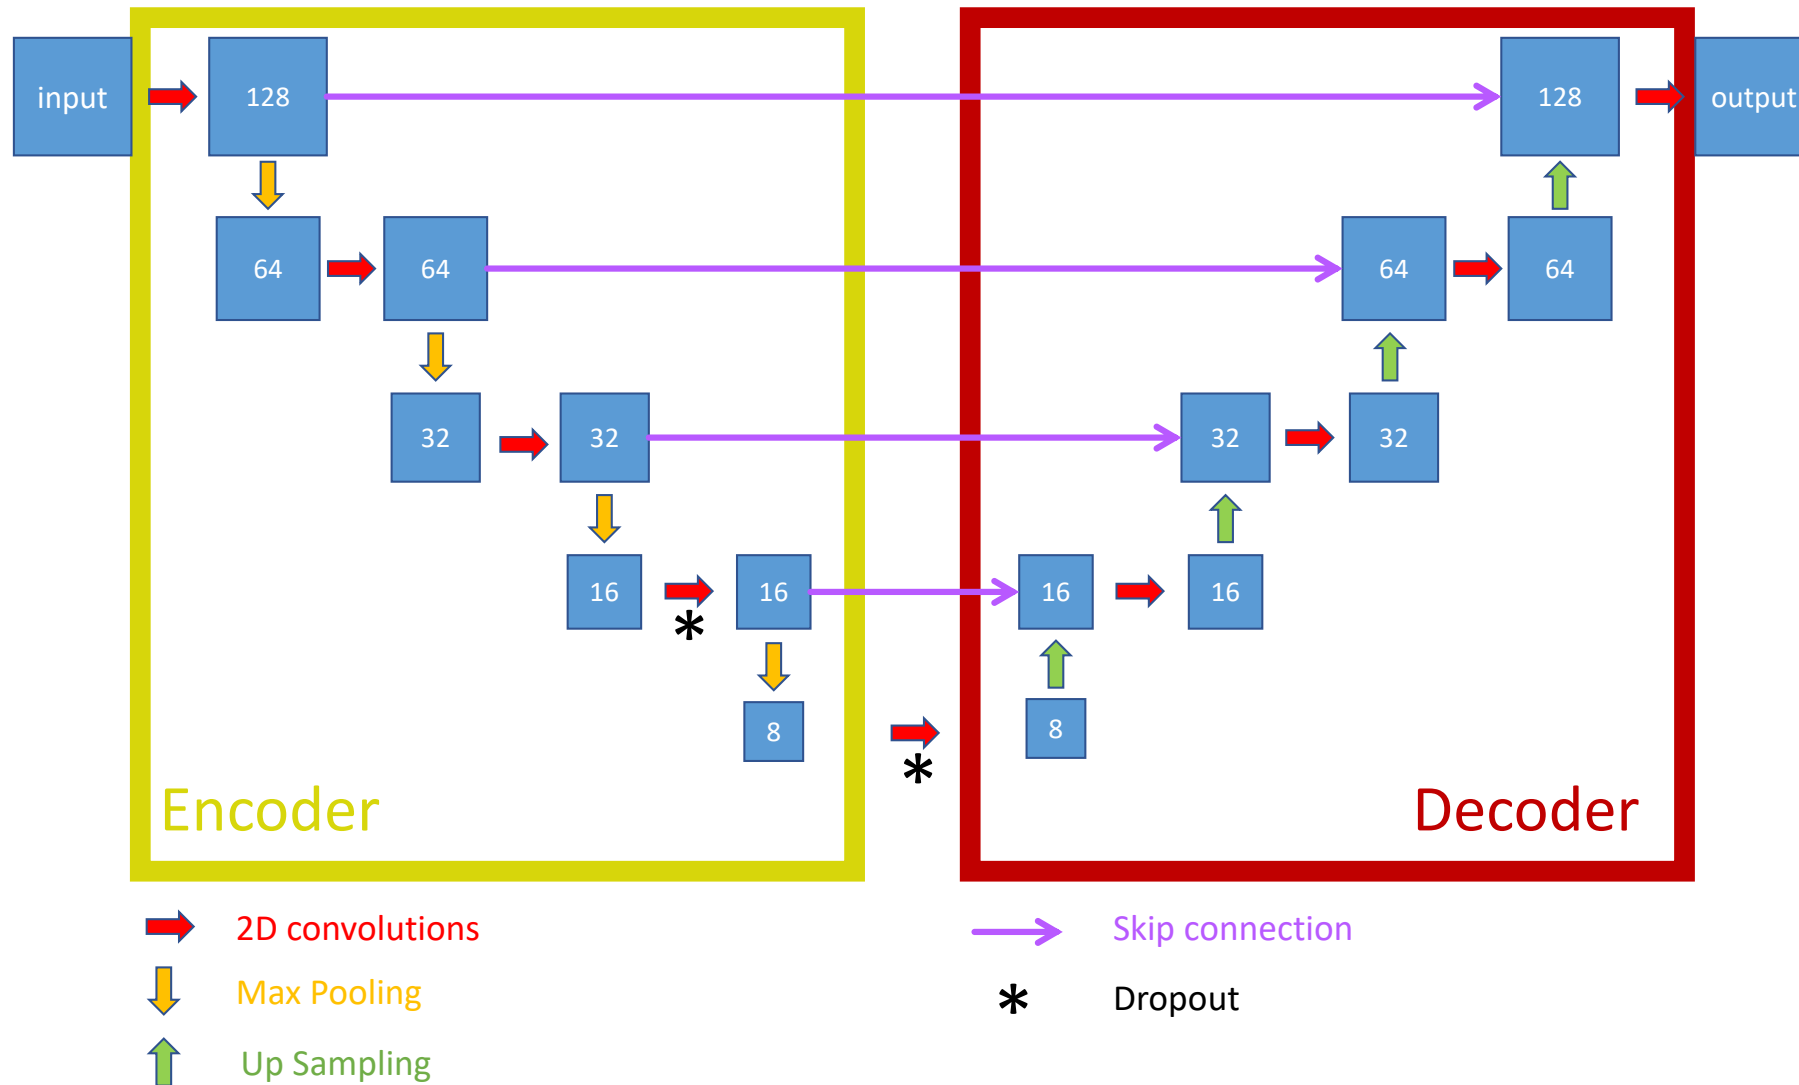 input
128
128
output
64
64
64
64
32
32
32
32
16
*
16
16
16
8
*
8
Encoder
Decoder
2D convolutions
Skip connection
Max Pooling
* Dropout
Up Sampling